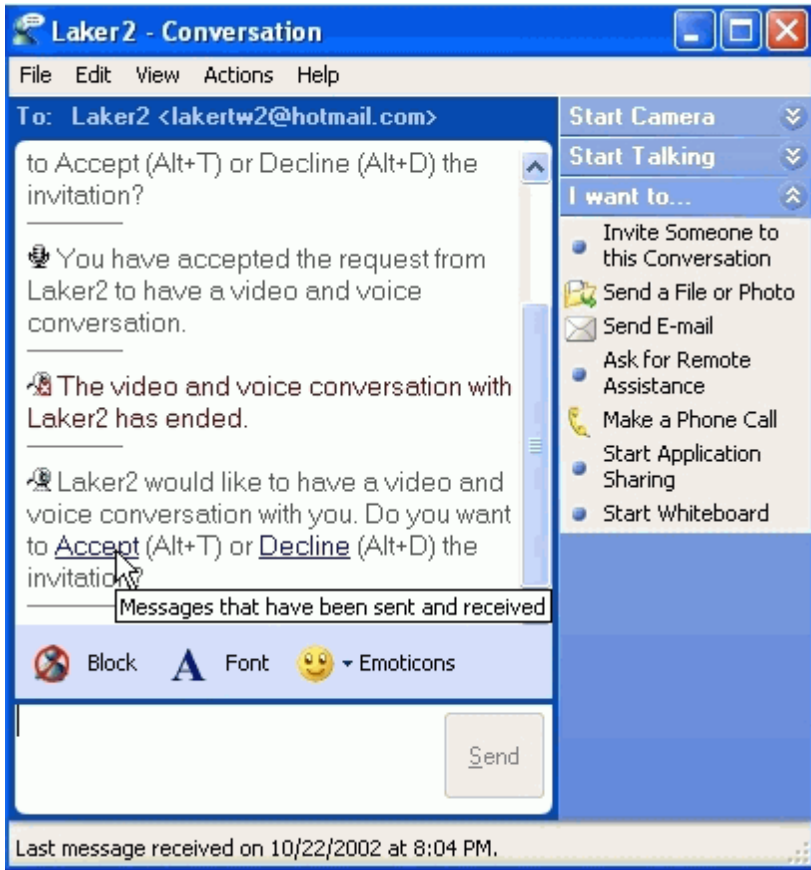 Laker2 - Conversation
File Edit View Actions Help
To: Laker2 <lakertw2@hotmail.com>
to Accept (Alt+T) or Decline (Alt+D) the
invitation?
You have accepted the request from
Laker2 to have a video and voice
conversation.
The video and voice conversation with
Laker2 has ended.
Laker2 would like to have a video and
voice conversation with you. Do you want
to Accept (Alt+T) or Decline (Alt+D) the
invitation?
Messages that have been sent and received
Block A Font Emoticons
Send
Start Camera
Start Talking
I want to...
Invite Someone to
this Conversation
Send a File or Photo
Send E-mail
Ask for Remote
Assistance
Make a Phone Call
Start Application
Sharing
Start Whiteboard
Last message received on 10/22/2002 at 8:04 PM.